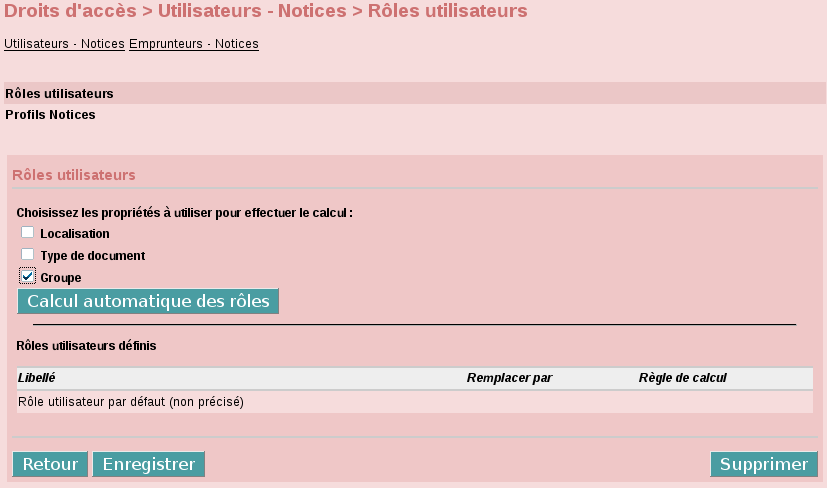 Droits d'accès > Utilisateurs - Notices > Rôles utilisateurs
Utilisateurs - Notices Emprunteurs - Notices
Rôles utilisateurs
Profils Notices
Rôles utilisateurs
Choisissez les propriétés à utiliser pour effectuer le calcul :
Localisation
Type de document
Groupe
Calcul automatique des rôles
Rôles utilisateurs définis
Libellé Remplacer par Règle de calcul
Rôle utilisateur par défaut (non précisé)
Retour Enregistrer Supprimer